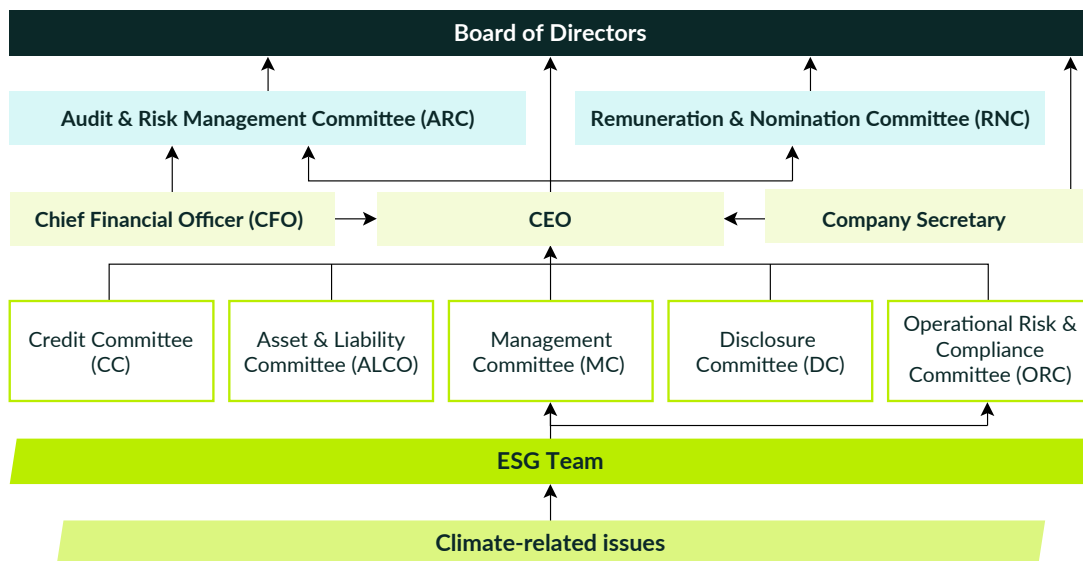 Board of Directors
Audit & Risk Management Committee (ARC)
Remuneration & Nomination Committee (RNC)
Chief Financial Officer (CFO)
CEO
Company Secretary
Credit Committee
(CC)
Asset & Liability
Committee (ALCO)
Management
Committee (MC)
Disclosure
Committee (DC)
Operational Risk &
Compliance
Committee (ORC)
ESG Team
Climate-related issues